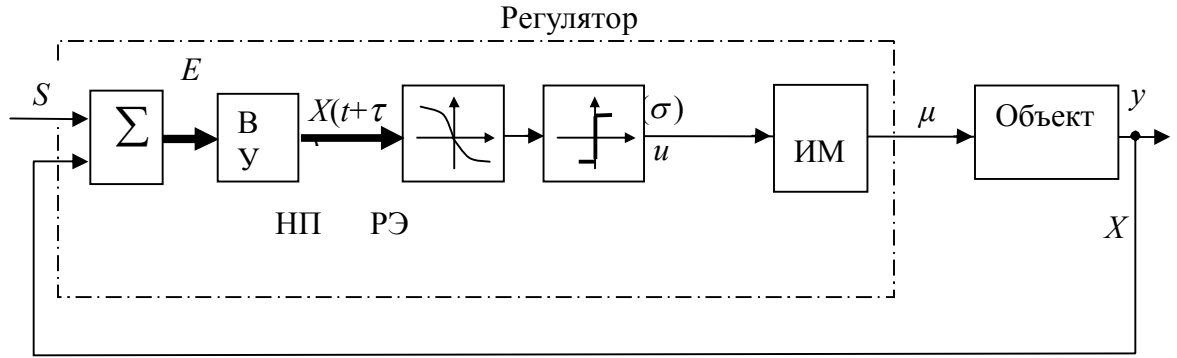 Регулятор
S
Σ
E
В
У
X(t+τ
(σ)
u
ИМ
μ
Объект
y
НП
РЭ
X